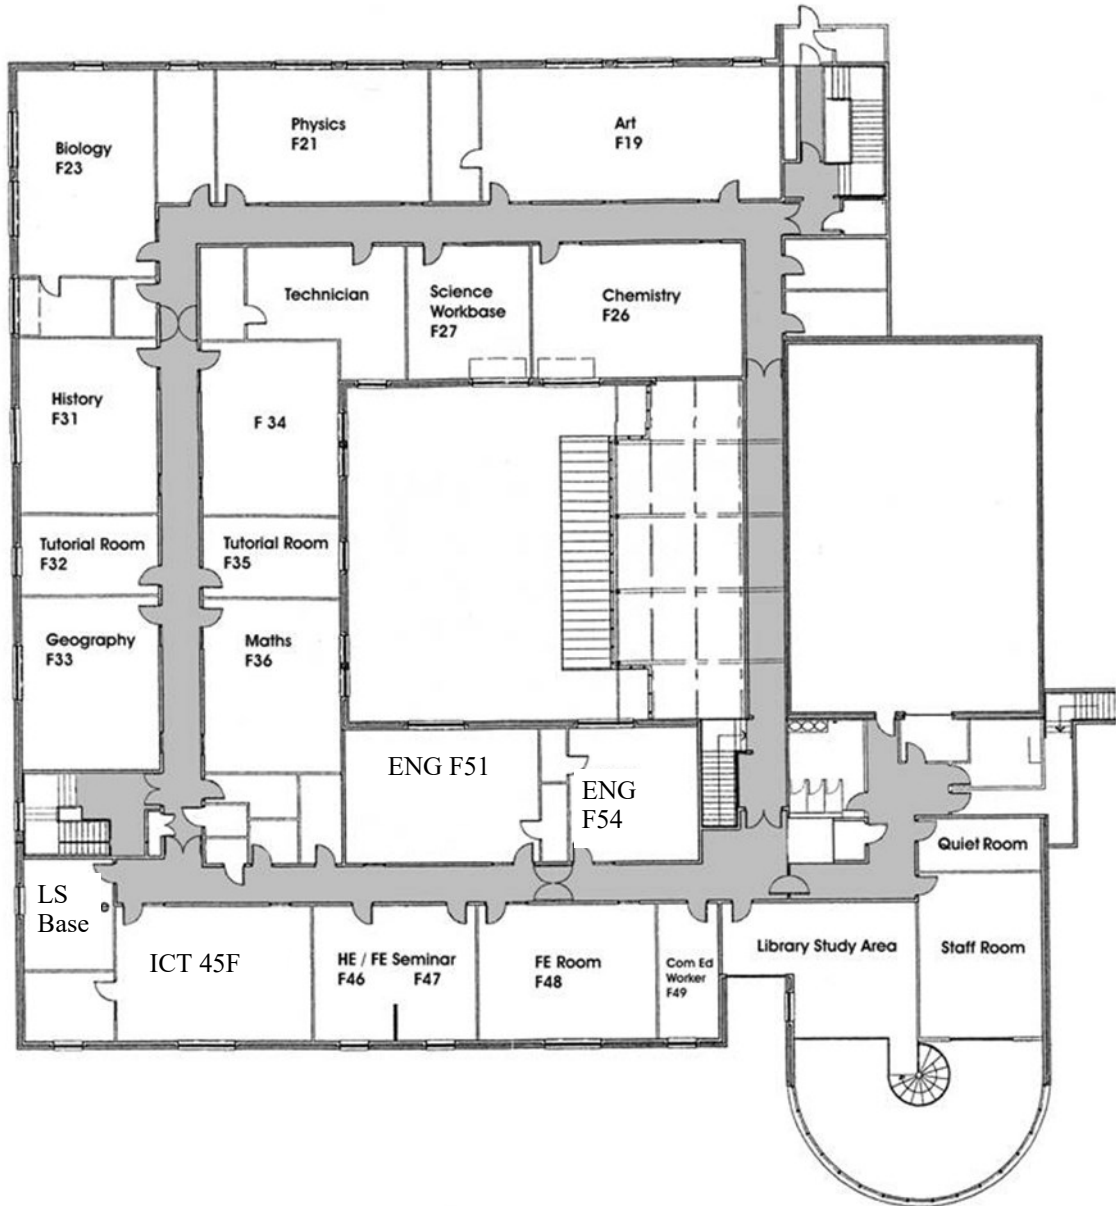 Biology
F23
Physics
F21
Art
F19
Technician
Science
Workbase
F27
Chemistry
F26
History
F31
F 34
Tutorial Room
F32
Tutorial Room
F35
Geography
F33
Maths
F36
ENG F51
ENG
F54
LS
Base
ICT 45F
HE / FE Seminar
F46 F47
FE Room
F48
Com Ed
Worker
F49
Library Study Area
Quiet Room
Staff Room